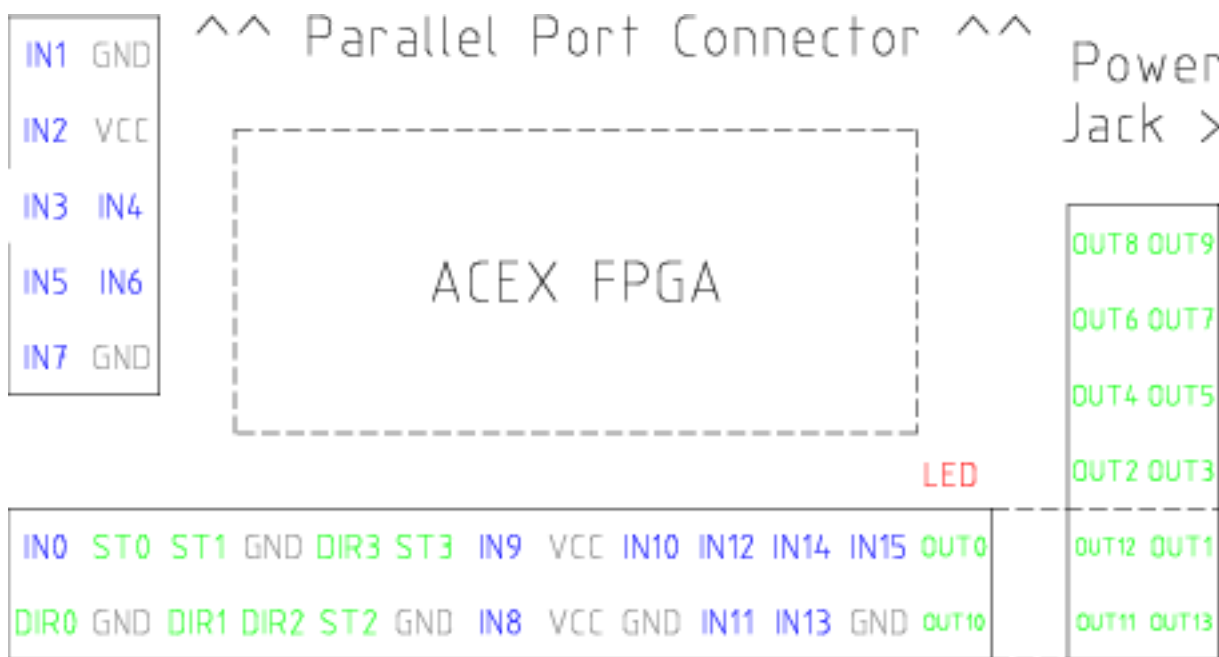 ^^ Parallel Port Connector ^^
Power
Jack >
IN1 GND
IN2 VCC
IN3 IN4
IN5 IN6
IN7 GND
ACEX FPGA
OUT8 OUT9
OUT6 OUT7
OUT4 OUT5
OUT2 OUT3
LED
IN0 ST0 ST1 GND DIR3 ST3 IN9 VCC IN10 IN12 IN14 IN15 OUT0
OUT12 OUT1
DIR0 GND DIR1 DIR2 ST2 GND IN8 VCC GND IN11 IN13 GND OUT10
OUT11 OUT13